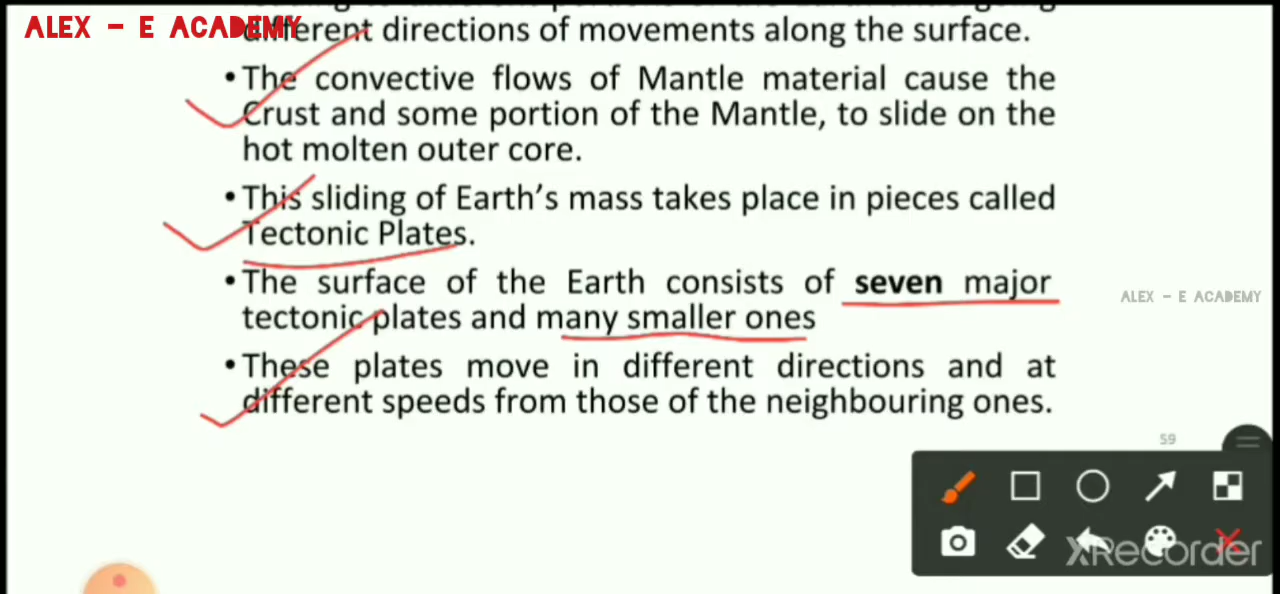 ALEX - E ACADEMY
different directions of movements along the surface.
• The convective flows of Mantle material cause the
Crust and some portion of the Mantle, to slide on the
hot molten outer core.
• This sliding of Earth's mass takes place in pieces called
Tectonic Plates.
• The surface of the Earth consists of seven major
tectonic plates and many smaller ones
• These plates move in different directions and at
different speeds from those of the neighbouring ones.
ALEX - E ACADEMY
59
XRecorder